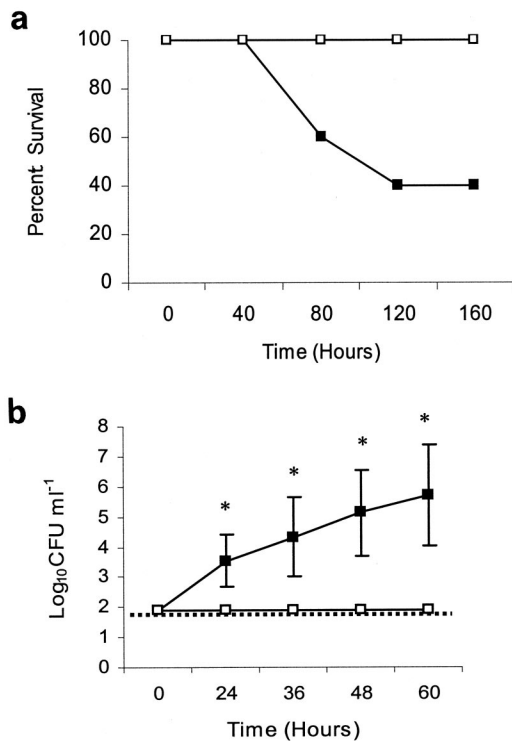 a
100
80
60
40
20
0
Percent Survival
0 40 80 120 160
Time (Hours)
b
8
7
6
5
4
3
2
1
0
Log₁₀CFU ml⁻¹
* * * *
0 24 36 48 60
Time (Hours)